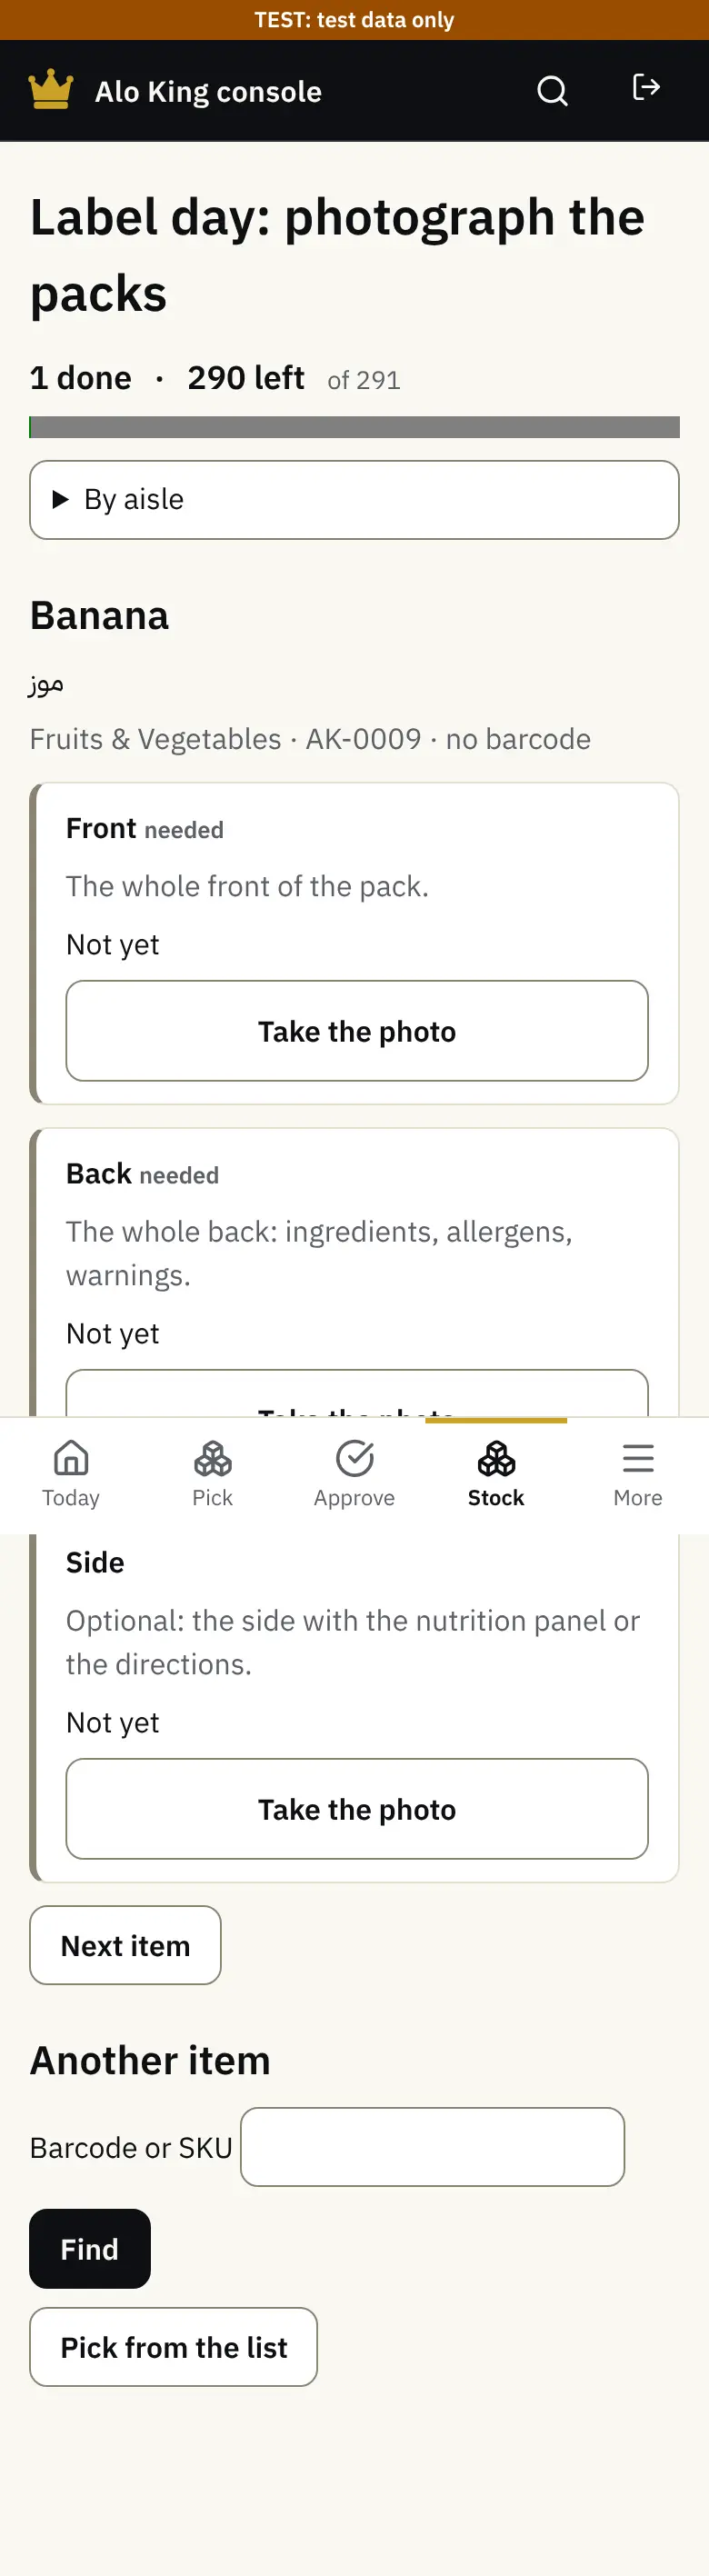 TEST: test data only
Alo King console
Label day: photograph the
packs
1 done · 290 left of 291
By aisle
Banana
موز
Fruits & Vegetables · AK-0009 · no barcode
Front needed
The whole front of the pack.
Not yet
Take the photo
Back needed
The whole back: ingredients, allergens,
warnings.
Not yet
Take the photo
Today Pick Approve Stock More
Side
Optional: the side with the nutrition panel or
the directions.
Not yet
Take the photo
Next item
Another item
Barcode or SKU
Find
Pick from the list